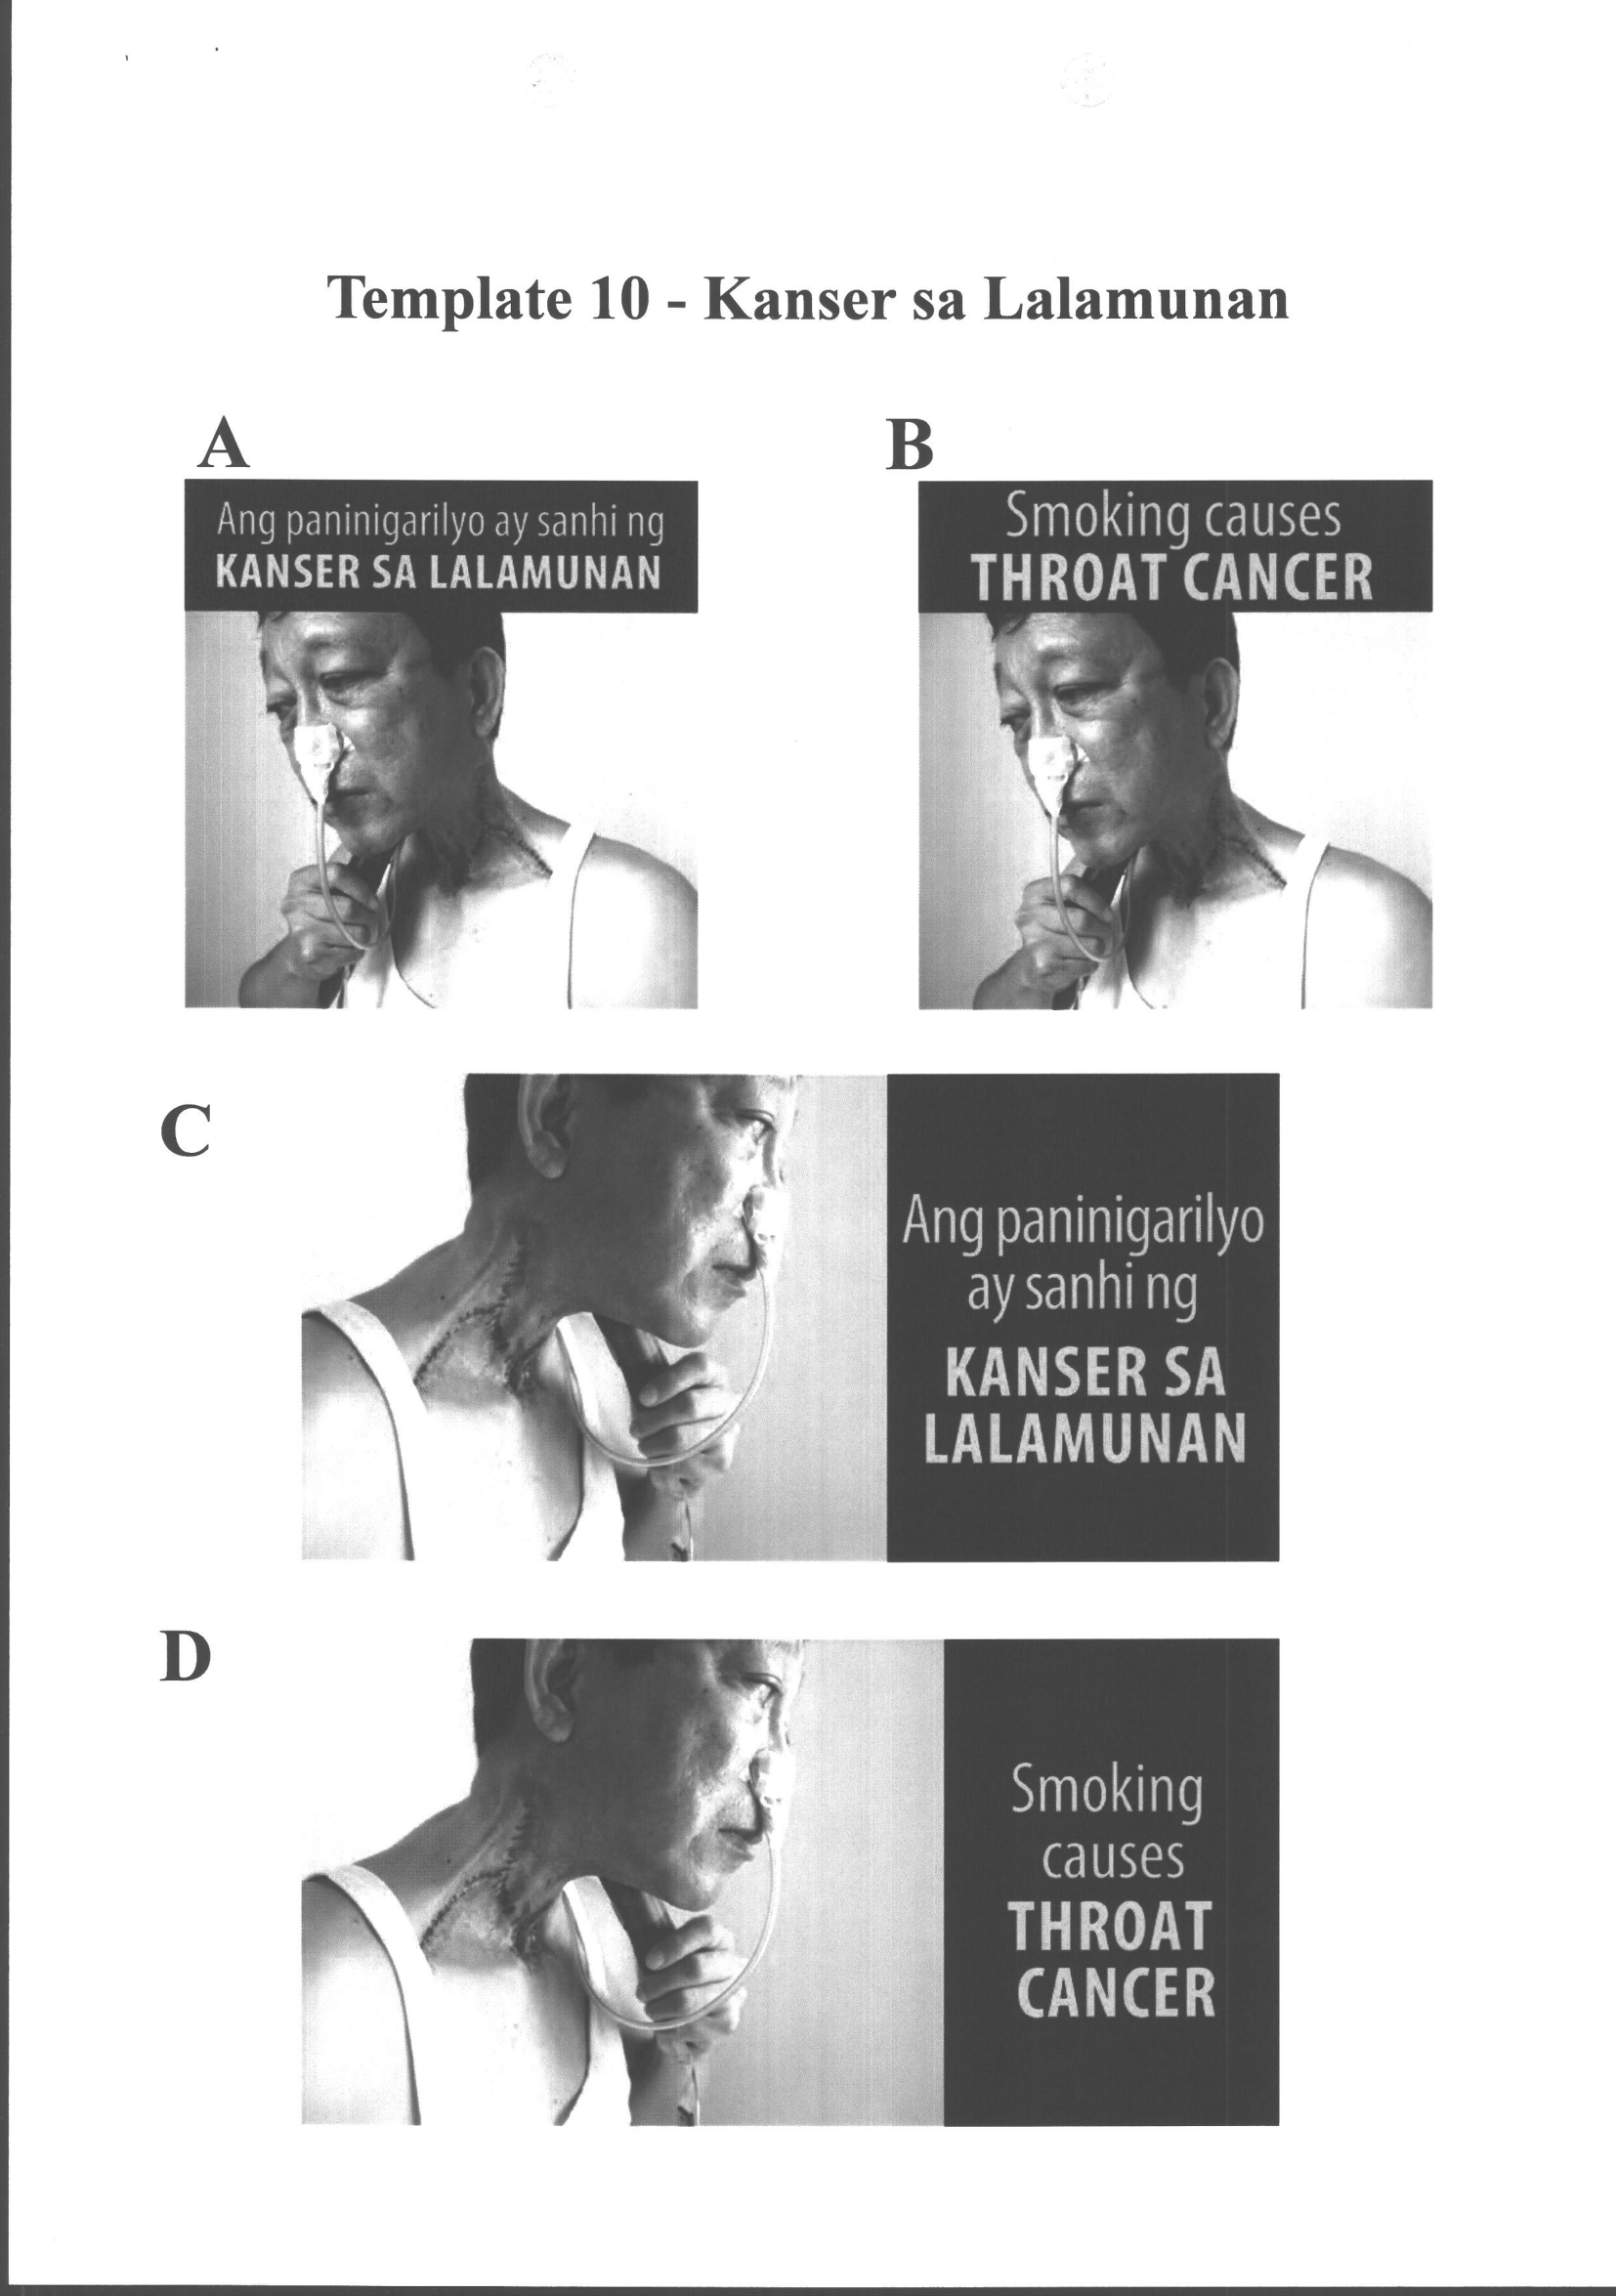 Template 10 - Kanser sa Lalamunan
A
Ang paninigarilyo ay sanhi ng
KANSER SA LALAMUNAN
B
Smoking causes
THROAT CANCER
C
Ang paninigarilyo
ay sanhi ng
KANSER SA
LALAMUNAN
D
Smoking
causes
THROAT
CANCER